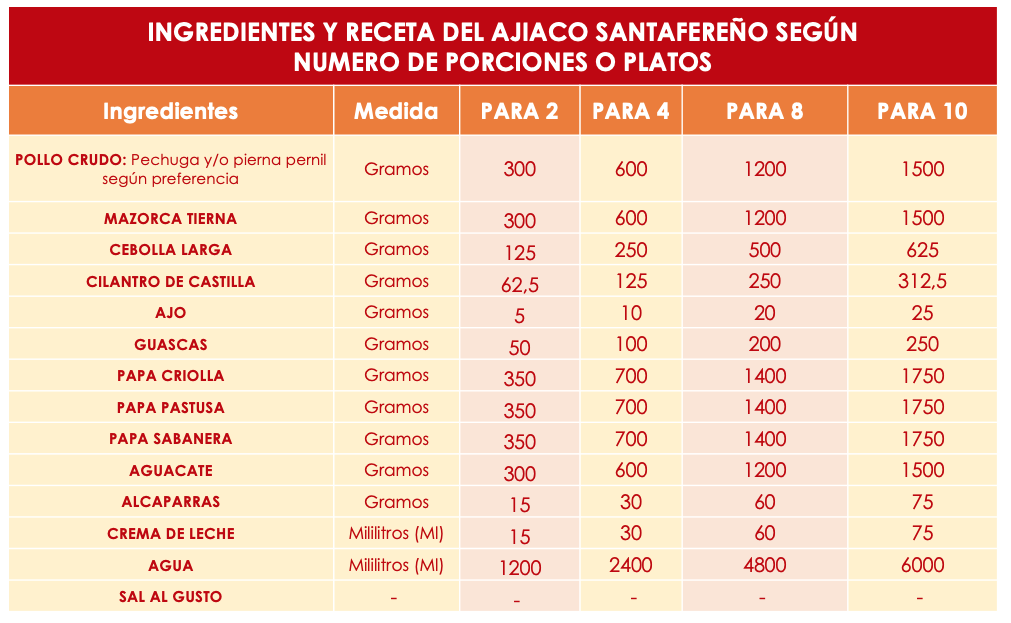 INGREDIENTES Y RECETA DEL AJIACO SANTAFEREÑO SEGÚN
NUMERO DE PORCIONES O PLATOS
Ingredientes Medida PARA 2 PARA 4 PARA 8 PARA 10
POLLO CRUDO: Pechuga y/o pierna pernil
según preferencia Gramos 300 600 1200 1500
MAZORCA TIERNA Gramos 300 600 1200 1500
CEBOLLA LARGA Gramos 125 250 500 625
CILANTRO DE CASTILLA Gramos 62,5 125 250 312,5
AJO Gramos 5 10 20 25
GUASCAS Gramos 50 100 200 250
PAPA CRIOLLA Gramos 350 700 1400 1750
PAPA PASTUSA Gramos 350 700 1400 1750
PAPA SABANERA Gramos 350 700 1400 1750
AGUACATE Gramos 300 600 1200 1500
ALCAPARRAS Gramos 15 30 60 75
CREMA DE LECHE Mililitros (Ml) 15 30 60 75
AGUA Mililitros (Ml) 1200 2400 4800 6000
SAL AL GUSTO - - - - -